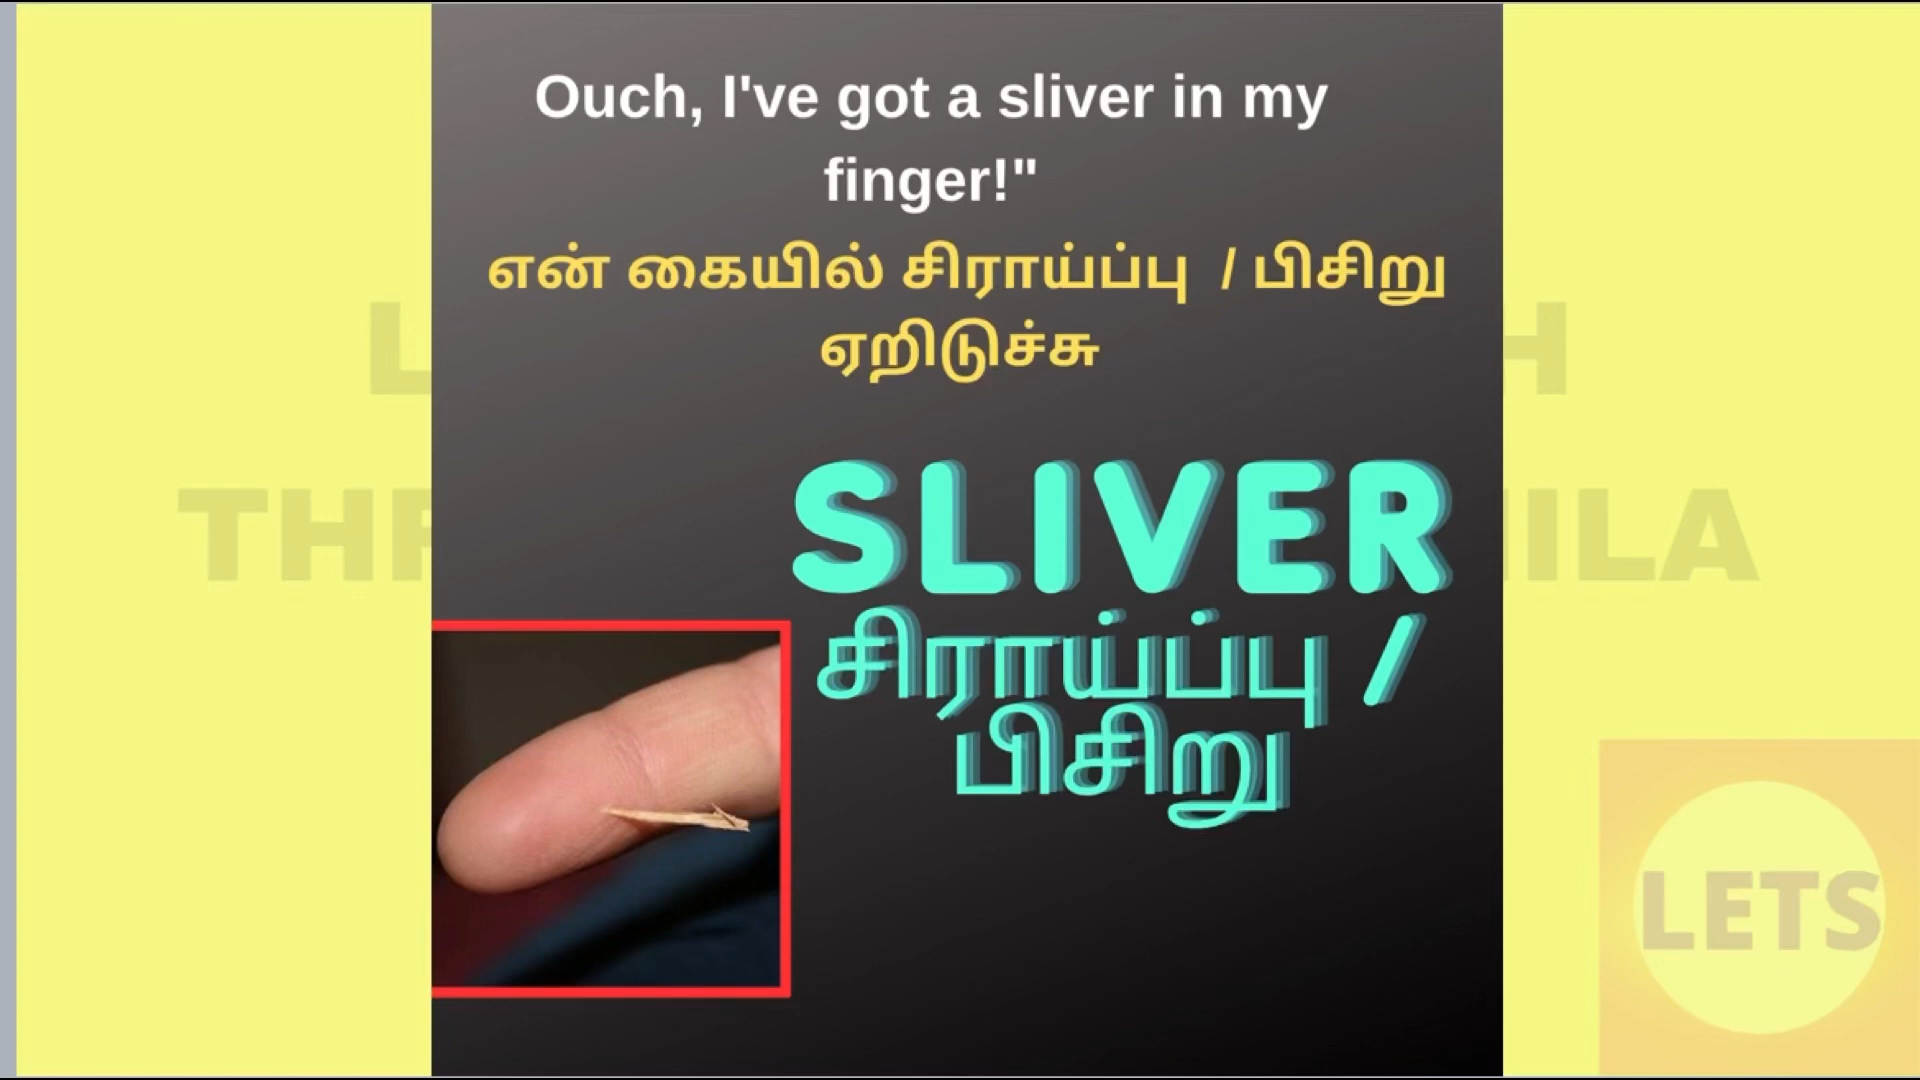 Ouch, I've got a sliver in my
finger!"
என் கையில் சிராய்ப்பு / பிசிறு
ஏறிடுச்சு
SLIVER
சிராய்ப்பு /
பிசிறு
LETS